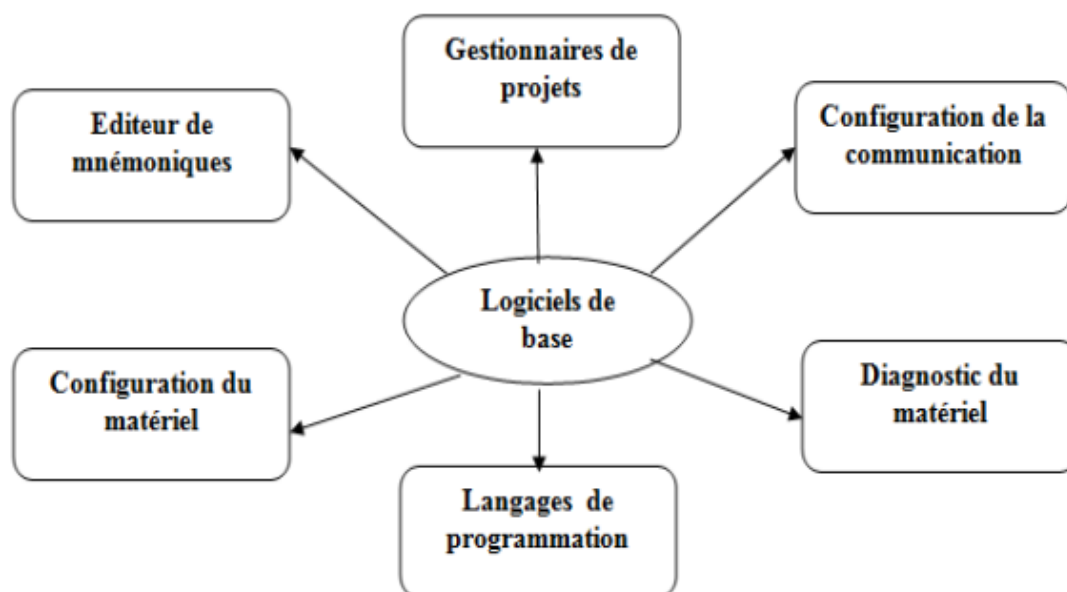 Gestionnaires de
projets
Editeur de
mnémoniques
Configuration de la
communication
Logiciels de
base
Configuration du
matériel
Diagnostic du
matériel
Langages de
programmation